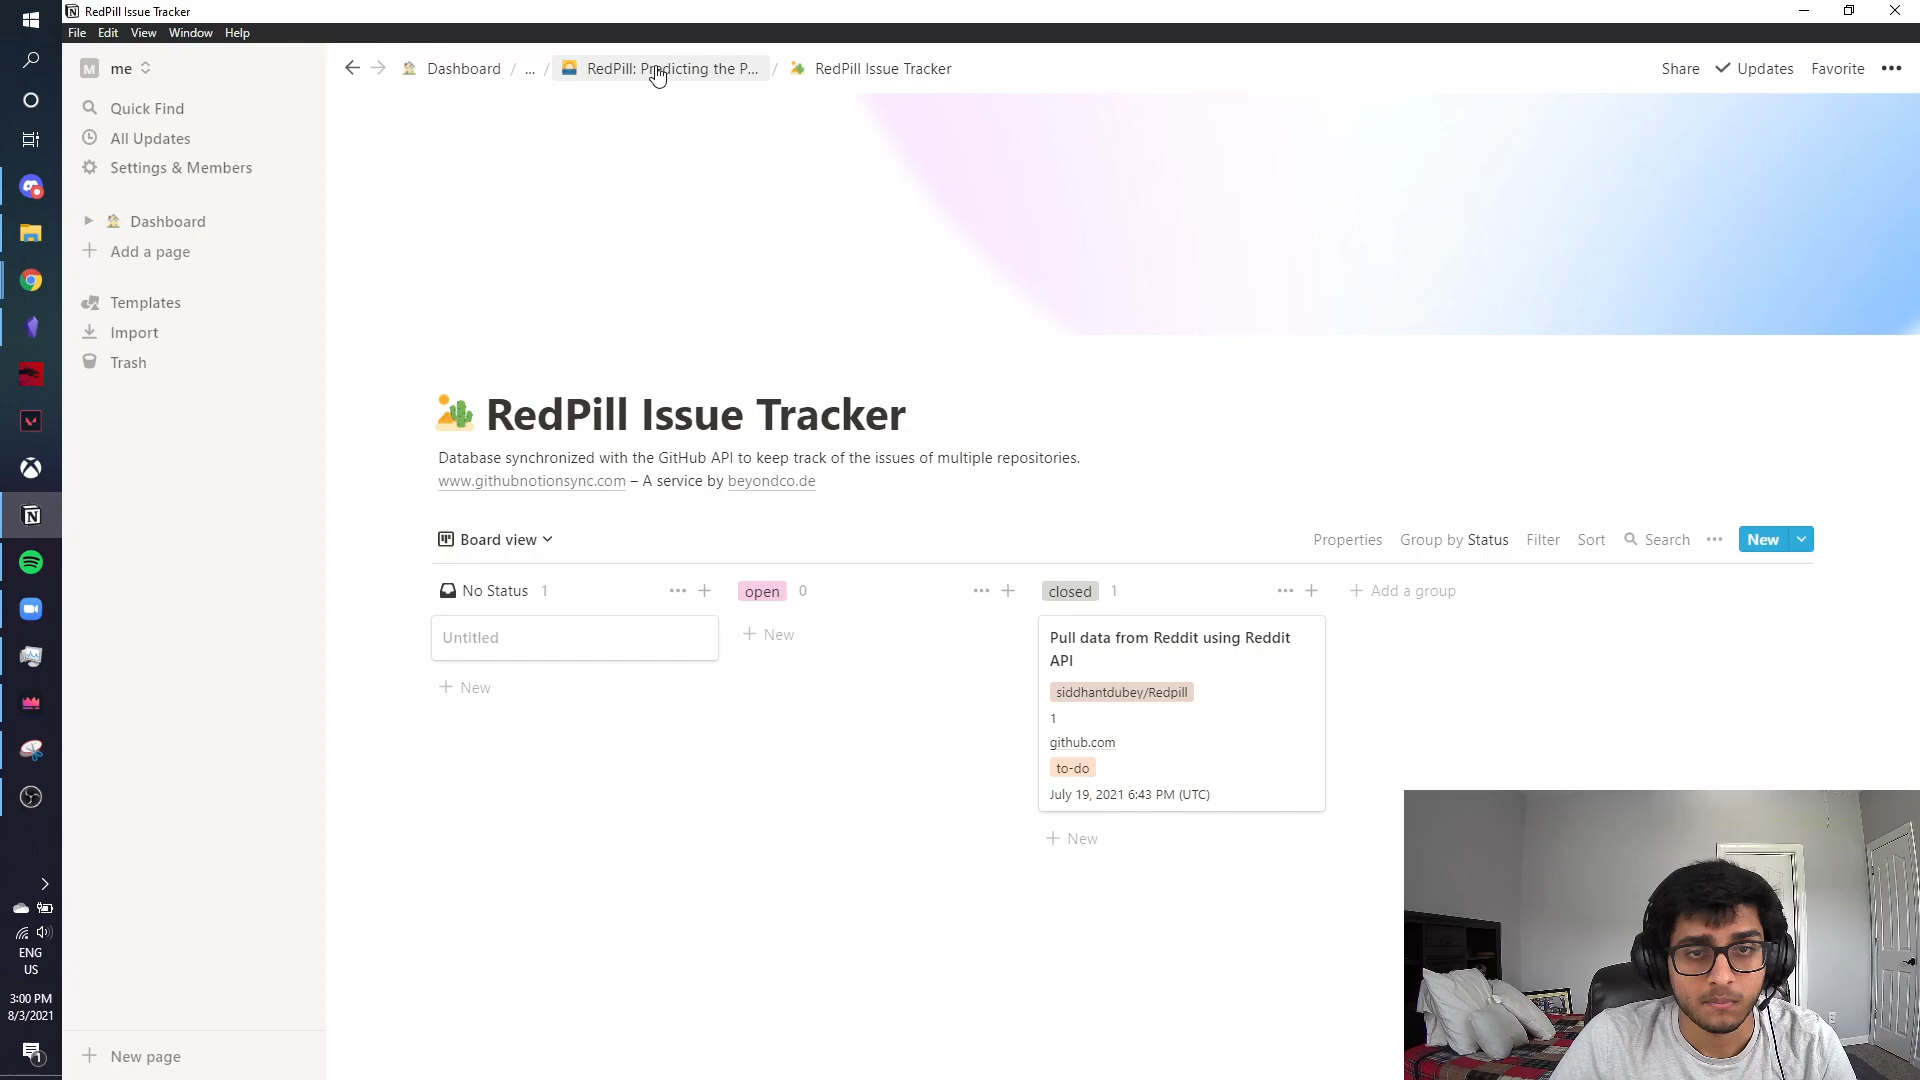 RedPill Issue Tracker
File Edit View Window Help
M me
Quick Find
All Updates
Settings & Members
Dashboard
Add a page
Templates
Import
Trash
New page
Dashboard / ... / RedPill: Predicting the P... / RedPill Issue Tracker
Share Updates Favorite
RedPill Issue Tracker
Database synchronized with the GitHub API to keep track of the issues of multiple repositories.
www.githubnotionsync.com – A service by beyondco.de
Board view
Properties Group by Status Filter Sort Search New
No Status 1
Untitled
New
open 0
New
closed 1
Pull data from Reddit using Reddit
API
siddhantdubey/Redpill
1
github.com
to-do
July 19, 2021 6:43 PM (UTC)
New
Add a group
ENG
US
3:00 PM
8/3/2021
1